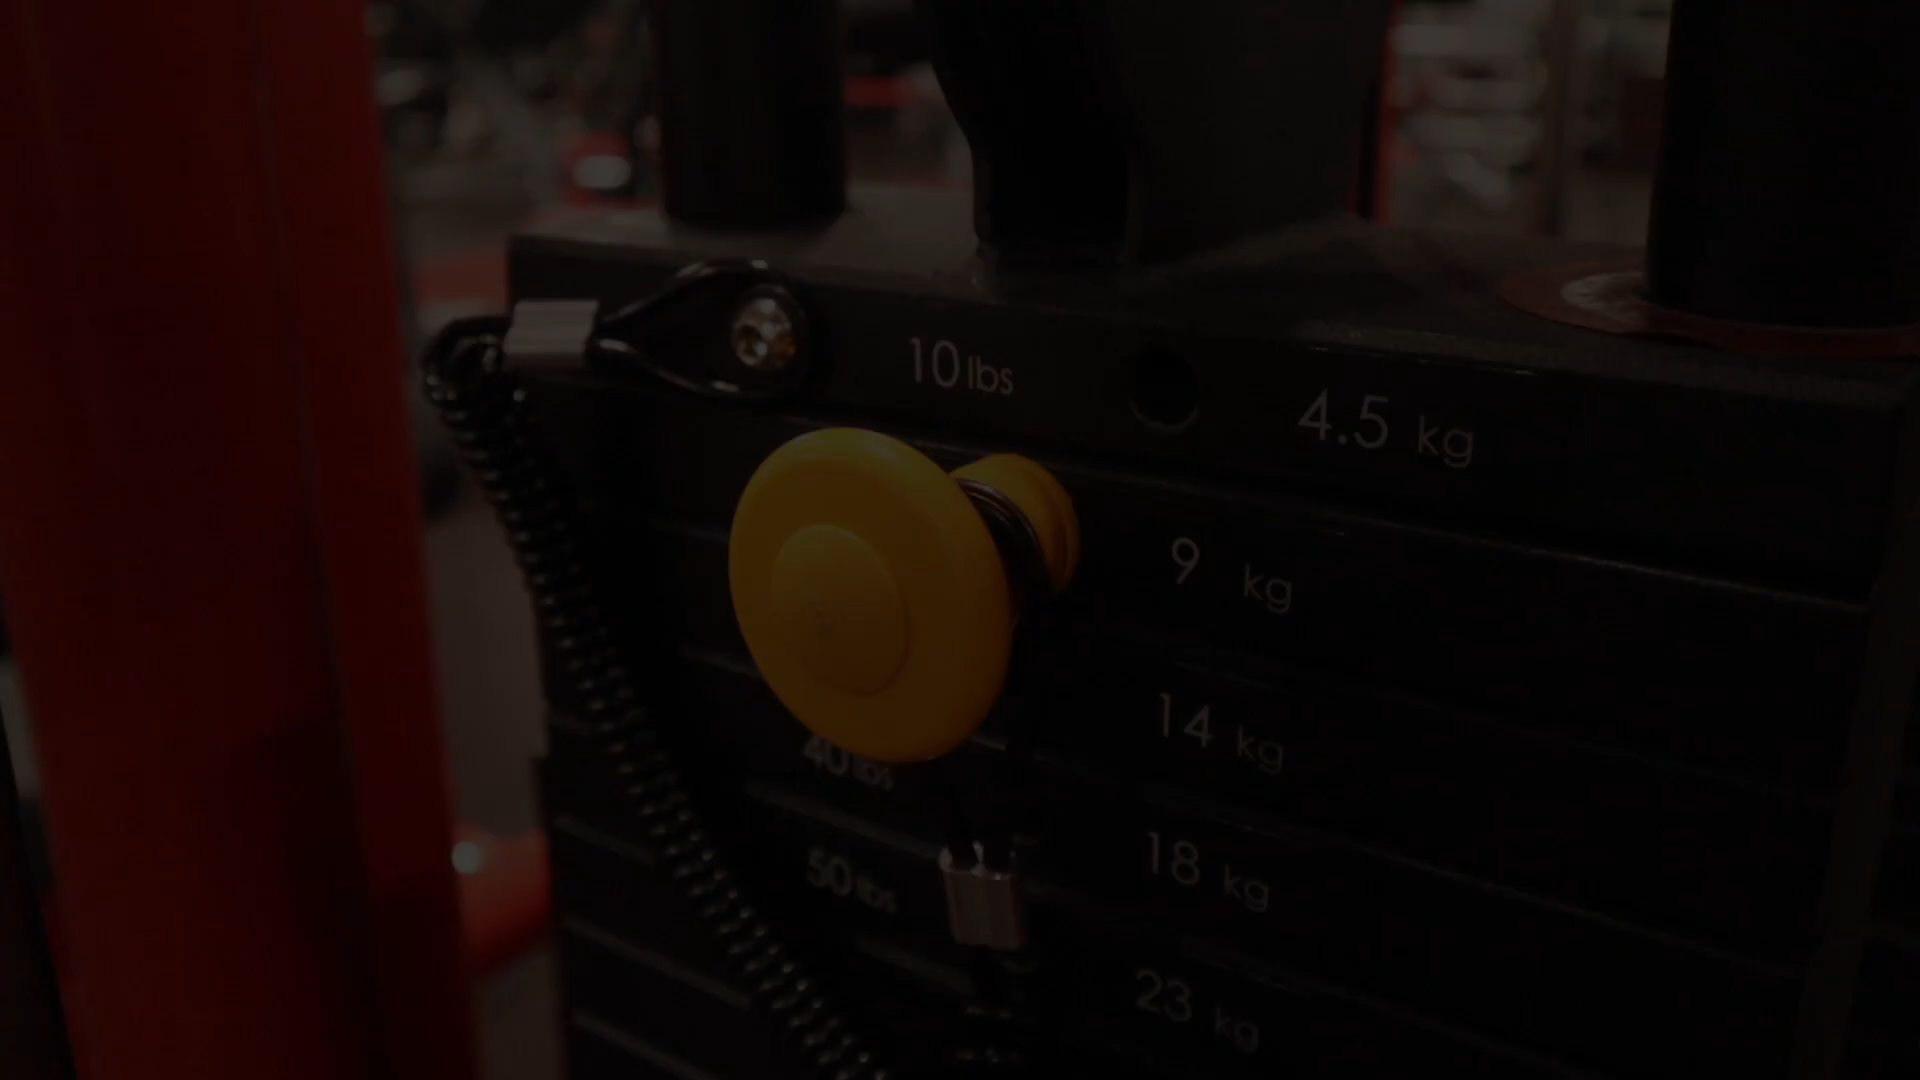 10 lbs 4.5 kg
9 kg
14 kg
40 lbs 18 kg
50 lbs 23 kg